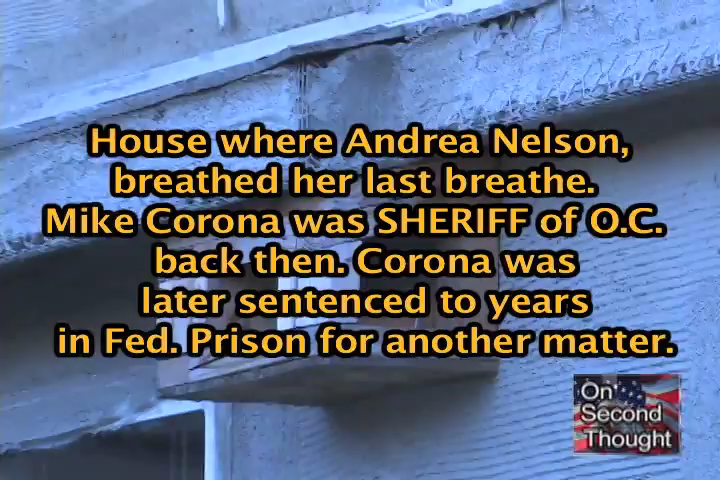 House where Andrea Nelson,
breathed her last breathe.
Mike Corona was SHERIFF of O.C.
back then. Corona was
later sentenced to years
in Fed. Prison for another matter.
On
Second
Thought